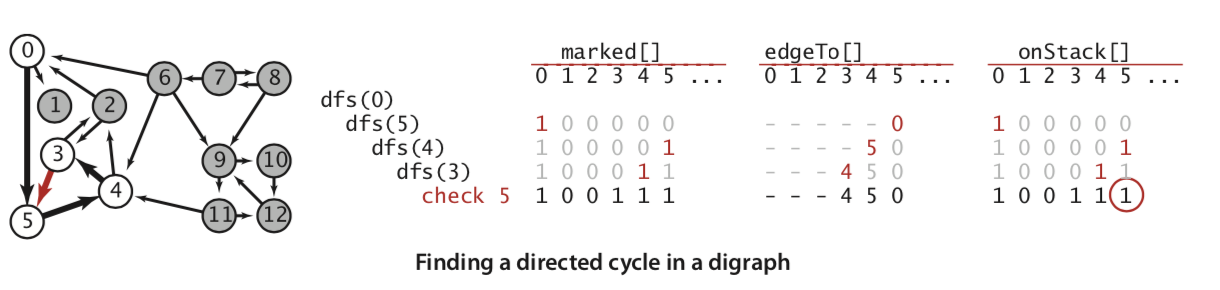 0
6
7
8
1
2
3
9
10
4
5
11
12
marked[] edgeTo[] onStack[]
0 1 2 3 4 5 ... 0 1 2 3 4 5 ... 0 1 2 3 4 5 ...
dfs(0)
dfs(5) 1 0 0 0 0 0 - - - - - 0 1 0 0 0 0 0
dfs(4) 1 0 0 0 0 1 - - - - 5 0 1 0 0 0 0 1
dfs(3) 1 0 0 0 1 1 - - - 4 5 0 1 0 0 0 1 1
check 5 1 0 0 1 1 1 - - - 4 5 0 1 0 0 1 1 1
Finding a directed cycle in a digraph